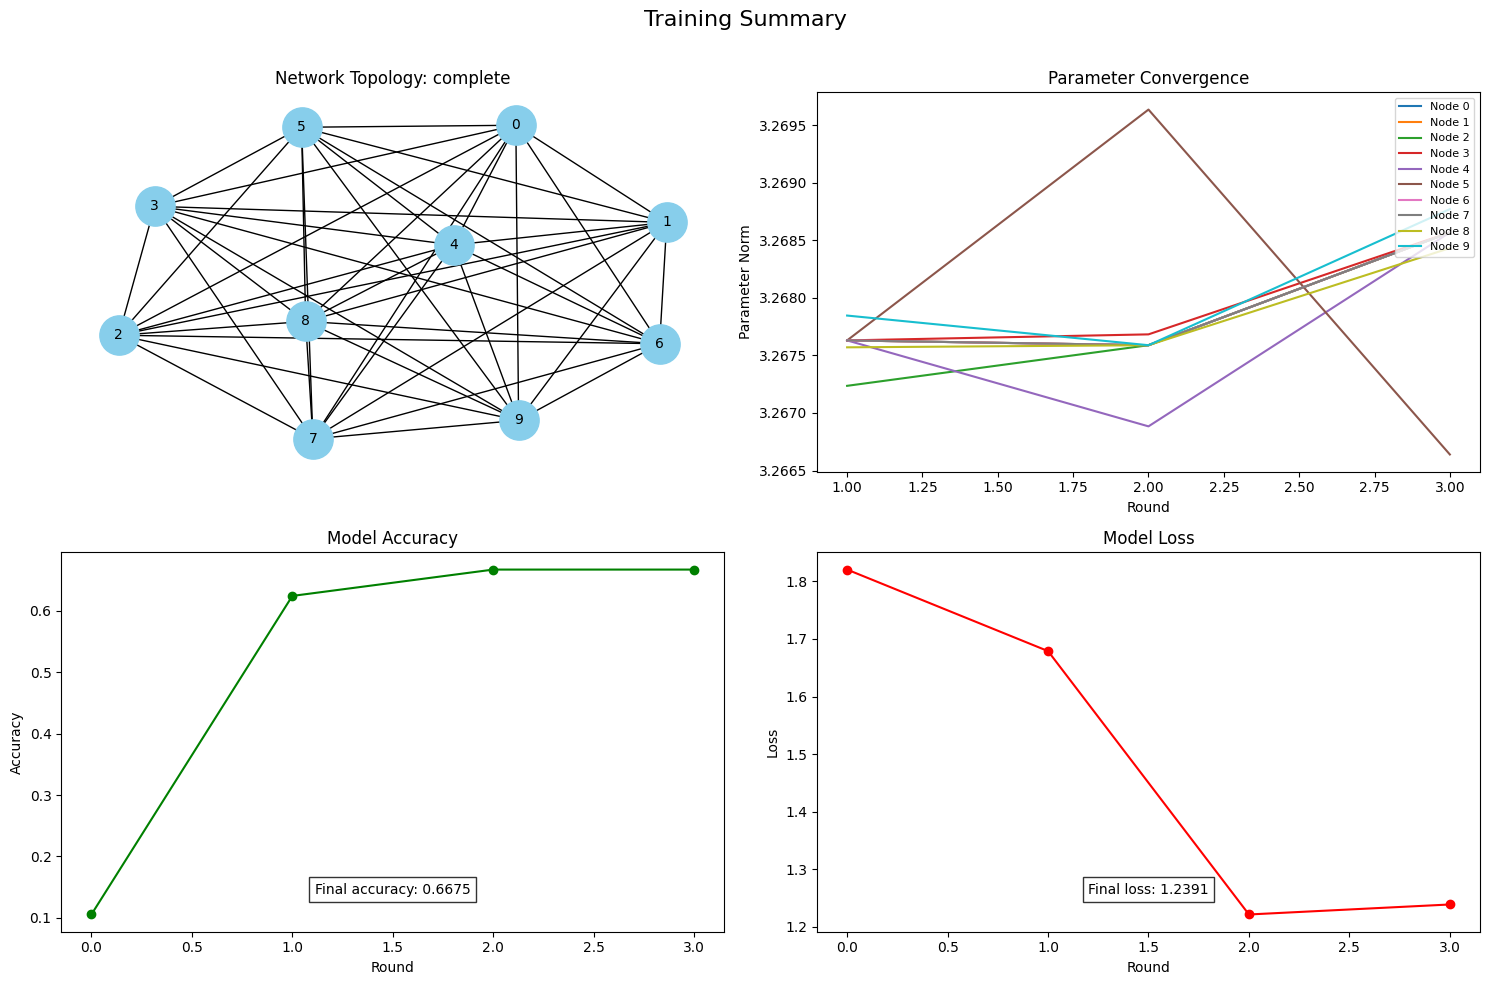 Training Summary
Network Topology: complete
5
0
3
1
4
8
2
6
9
7
Parameter Convergence
Parameter Norm
3.2695
3.2690
3.2685
3.2680
3.2675
3.2670
3.2665
Node 0
Node 1
Node 2
Node 3
Node 4
Node 5
Node 6
Node 7
Node 8
Node 9
1.00 1.25 1.50 1.75 2.00 2.25 2.50 2.75 3.00
Round
Model Accuracy
Accuracy
0.6
0.5
0.4
0.3
0.2
0.1
Final accuracy: 0.6675
0.0 0.5 1.0 1.5 2.0 2.5 3.0
Round
Model Loss
Loss
1.8
1.7
1.6
1.5
1.4
1.3
1.2
Final loss: 1.2391
0.0 0.5 1.0 1.5 2.0 2.5 3.0
Round